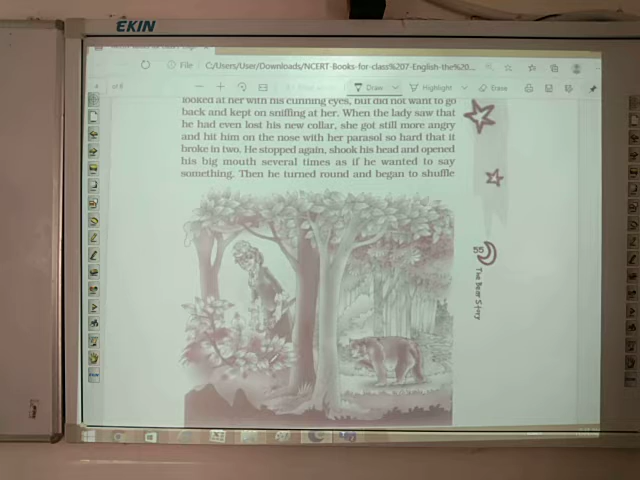 EKIN
File
C:/Users/User/Downloads/NCERT-Books-for-class%207-English-the%20...
of 8
Draw
Highlight
Erase
looked at her with his cunning eyes, but did not want to go
back and kept on sniffing at her. When the lady saw that
he had even lost his new collar, she got still more angry
and hit him on the nose with her parasol so hard that it
broke in two. He stopped again, shook his head and opened
his big mouth several times as if he wanted to say
something. Then he turned round and began to shuffle
55
The Bear Story